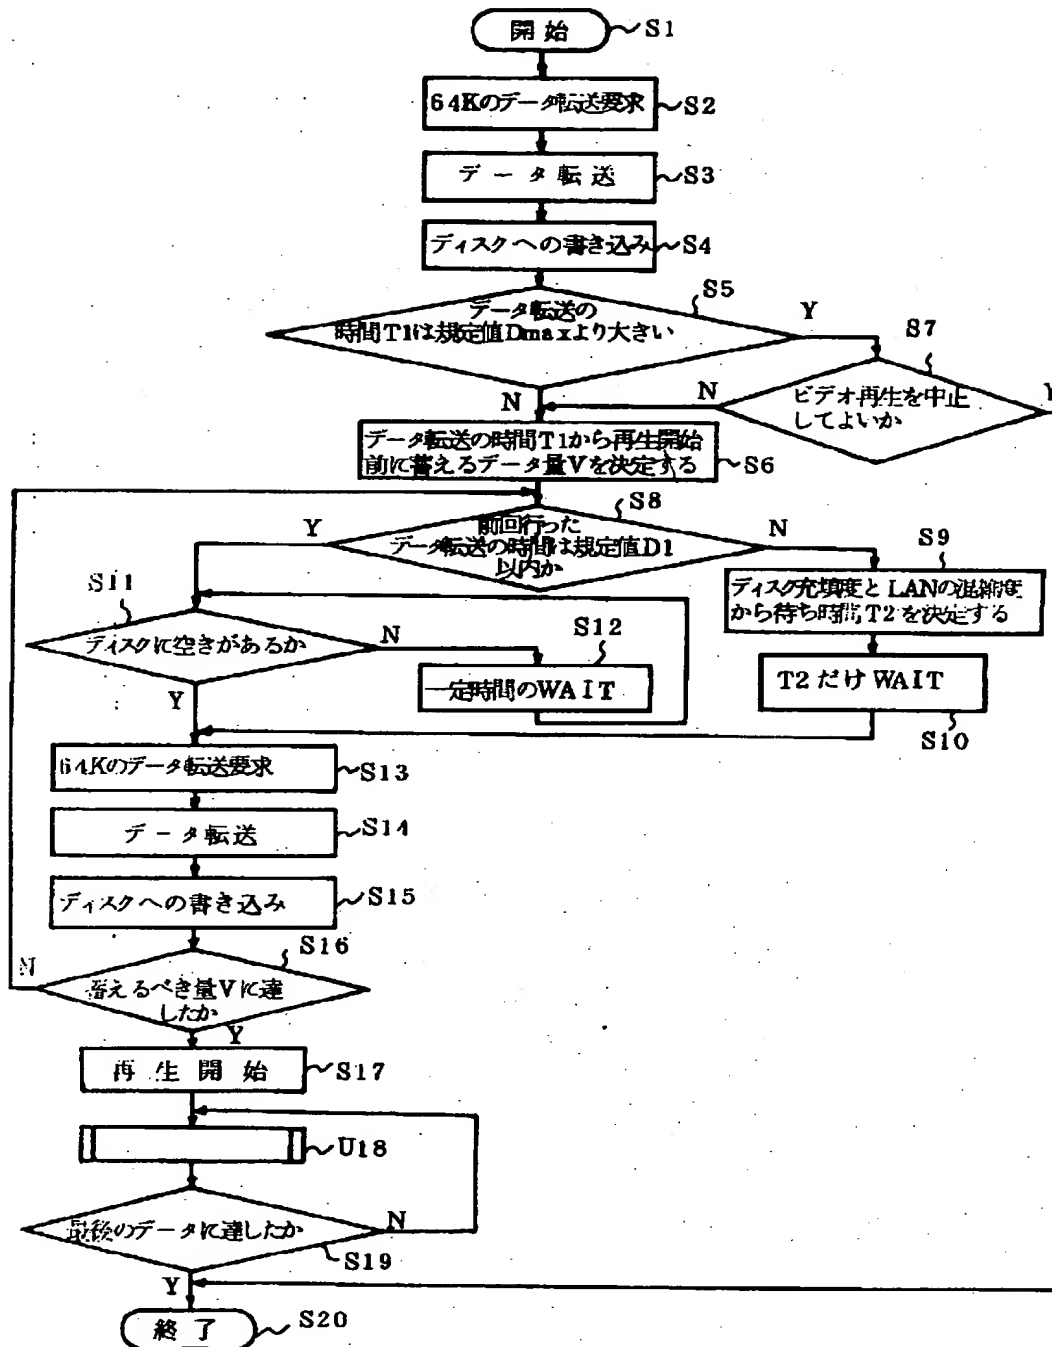 開始
S1
64Kのデータ転送要求
S2
データ転送
S3
ディスクへの書き込み
S4
S5
データ転送の
時間T1は規定値Dmaxより大きい
Y
S7
ビデオ再生を中止
してよいか
N
Y
N
データ転送の時間T1から再生開始
前に蓄えるデータ量Vを決定する
S6
S8
前回行った
データ転送の時間は規定値D1
以内か
Y
N
S9
ディスク充填度とLANの混雑度
から待ち時間T2を決定する
S11
ディスクに空きがあるか
N
S12
一定時間のWAIT
T2だけWAIT
S10
Y
64Kのデータ転送要求
S13
データ転送
S14
ディスクへの書き込み
S15
S16
N
蓄えるべき量Vに達
したか
Y
再生開始
S17
U18
最後のデータに達したか
N
S19
Y
終了
S20